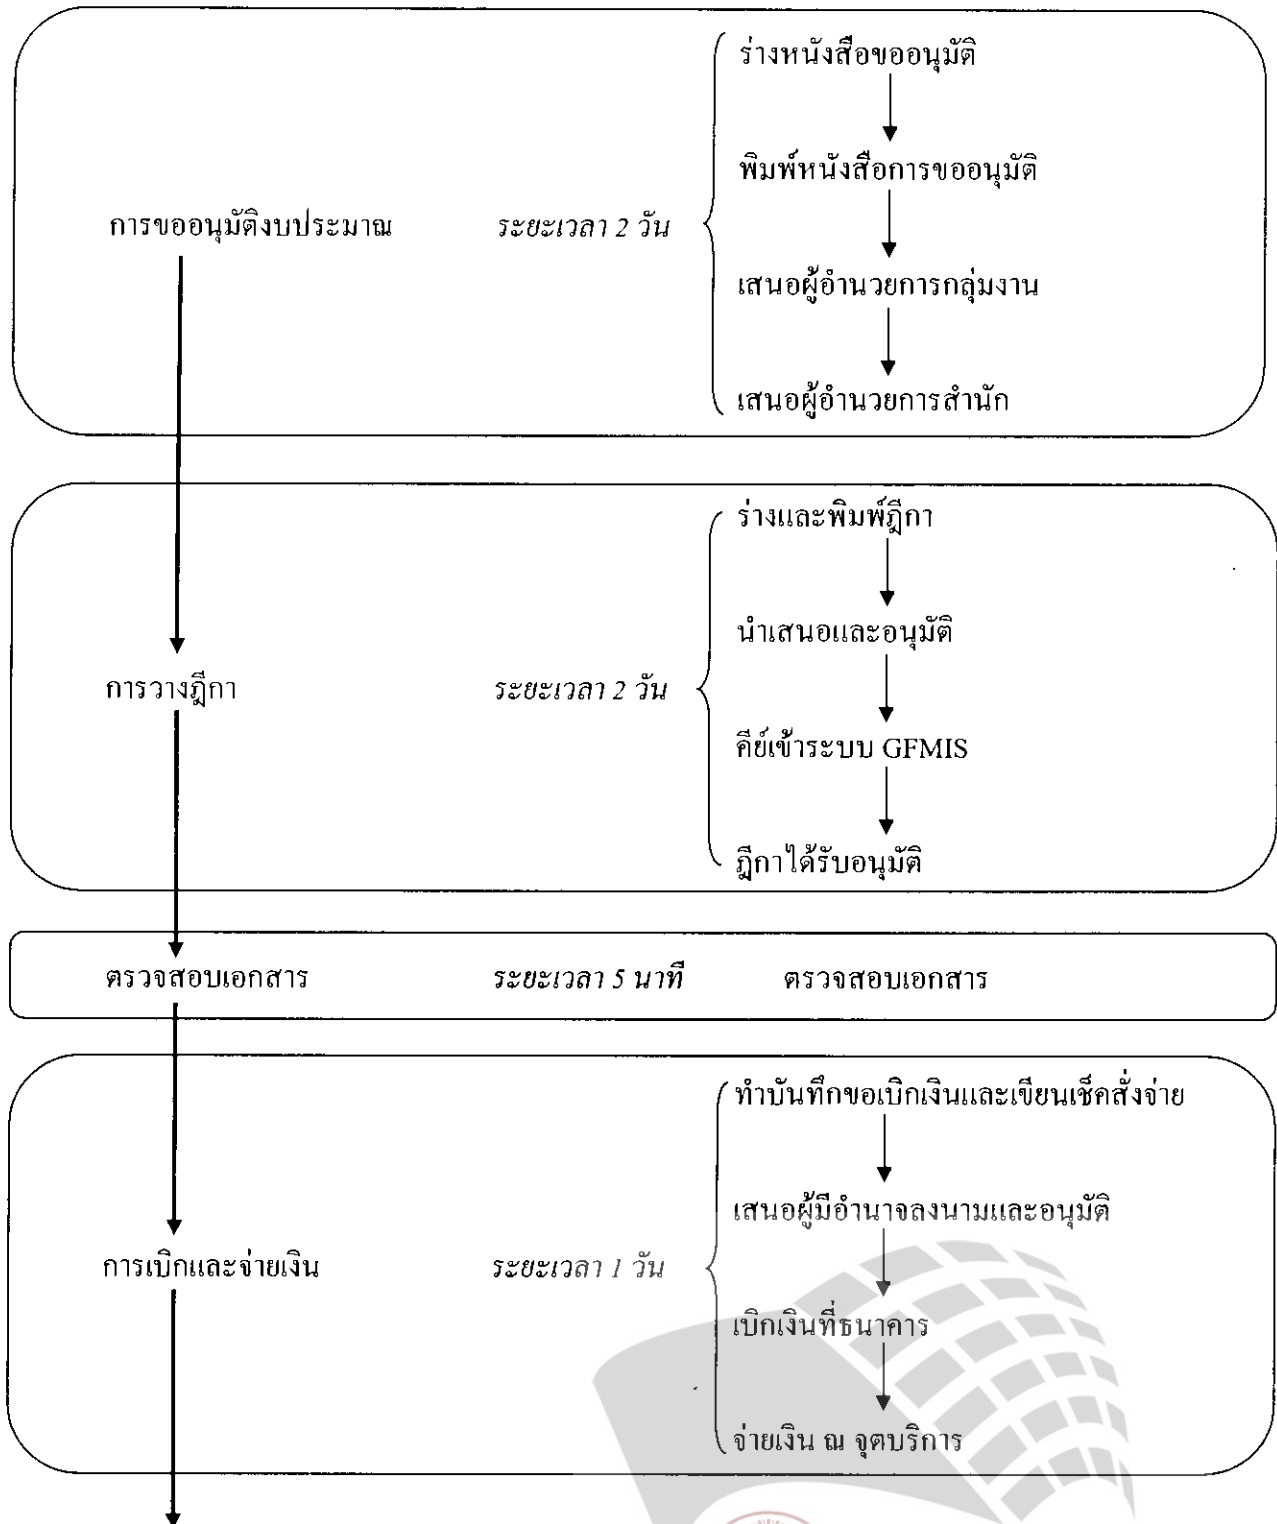 ร่างหนังสือขออนุมัติ
พิมพ์หนังสือการขออนุมัติ
การขออนุมัติงบประมาณ ระยะเวลา 2 วัน
เสนอผู้อำนวยการกลุ่มงาน
เสนอผู้อำนวยการสำนัก
ร่างและพิมพ์ฎีกา
นำเสนอและอนุมัติ
การวางฎีกา ระยะเวลา 2 วัน
คีย์เข้าระบบ GFMIS
ฎีกาได้รับอนุมัติ
ตรวจสอบเอกสาร ระยะเวลา 5 นาที ตรวจสอบเอกสาร
ทำบันทึกขอเบิกเงินและเขียนเช็คสั่งจ่าย
เสนอผู้มีอำนาจลงนามและอนุมัติ
การเบิกและจ่ายเงิน ระยะเวลา 1 วัน
เบิกเงินที่ธนาคาร
จ่ายเงิน ณ จุดบริการ